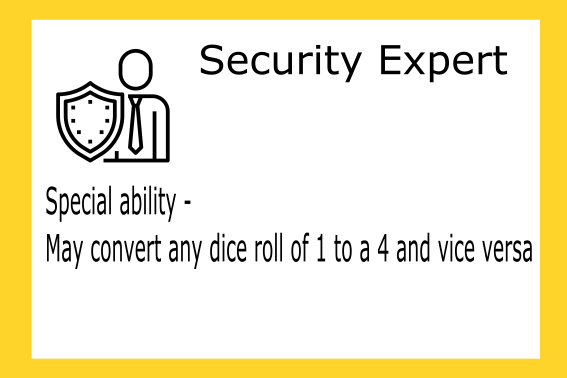 Security Expert
Special ability -
May convert any dice roll of 1 to a 4 and vice versa